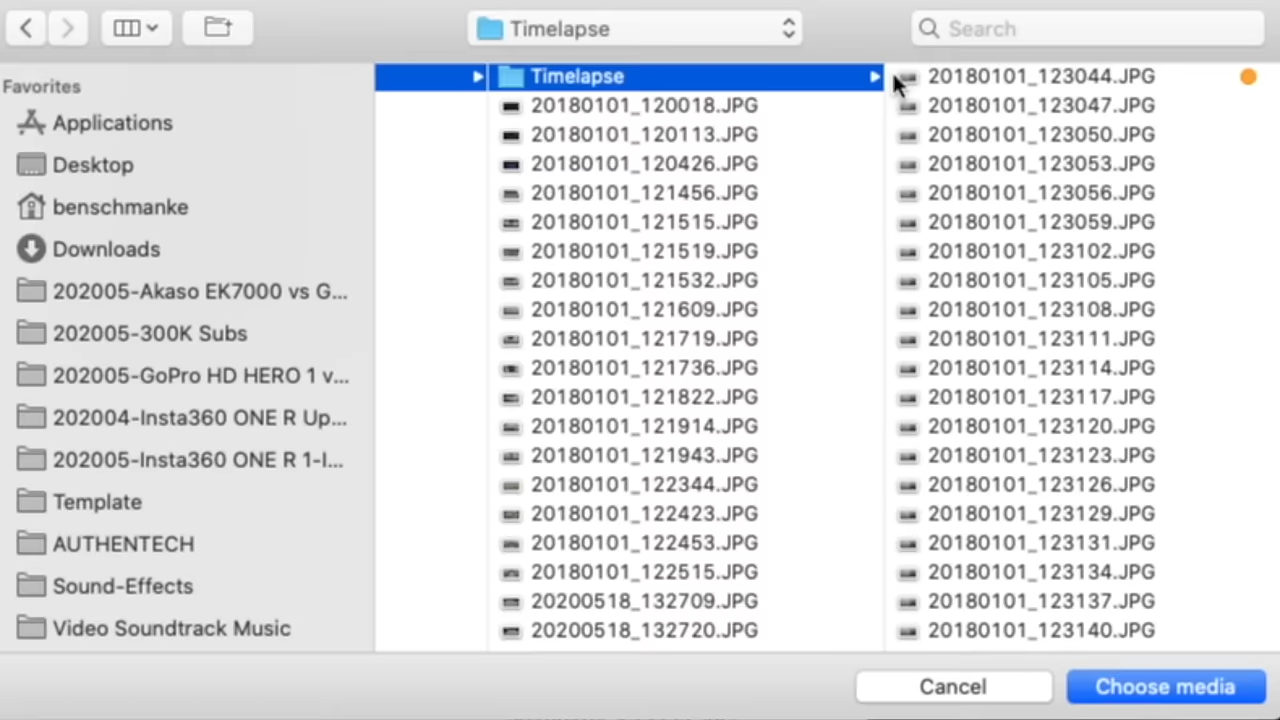 Timelapse
Search
Favorites
Applications
Desktop
benschmanke
Downloads
202005-Akaso EK7000 vs G...
202005-300K Subs
202005-GoPro HD HERO 1 v...
202004-Insta360 ONE R Up...
202005-Insta360 ONE R 1-I...
Template
AUTHENTECH
Sound-Effects
Video Soundtrack Music
Timelapse
20180101_120018.JPG
20180101_120113.JPG
20180101_120426.JPG
20180101_121456.JPG
20180101_121515.JPG
20180101_121519.JPG
20180101_121532.JPG
20180101_121609.JPG
20180101_121719.JPG
20180101_121736.JPG
20180101_121822.JPG
20180101_121914.JPG
20180101_121943.JPG
20180101_122344.JPG
20180101_122423.JPG
20180101_122453.JPG
20180101_122515.JPG
20200518_132709.JPG
20200518_132720.JPG
20180101_123044.JPG
20180101_123047.JPG
20180101_123050.JPG
20180101_123053.JPG
20180101_123056.JPG
20180101_123059.JPG
20180101_123102.JPG
20180101_123105.JPG
20180101_123108.JPG
20180101_123111.JPG
20180101_123114.JPG
20180101_123117.JPG
20180101_123120.JPG
20180101_123123.JPG
20180101_123126.JPG
20180101_123129.JPG
20180101_123131.JPG
20180101_123134.JPG
20180101_123137.JPG
20180101_123140.JPG
Cancel
Choose media